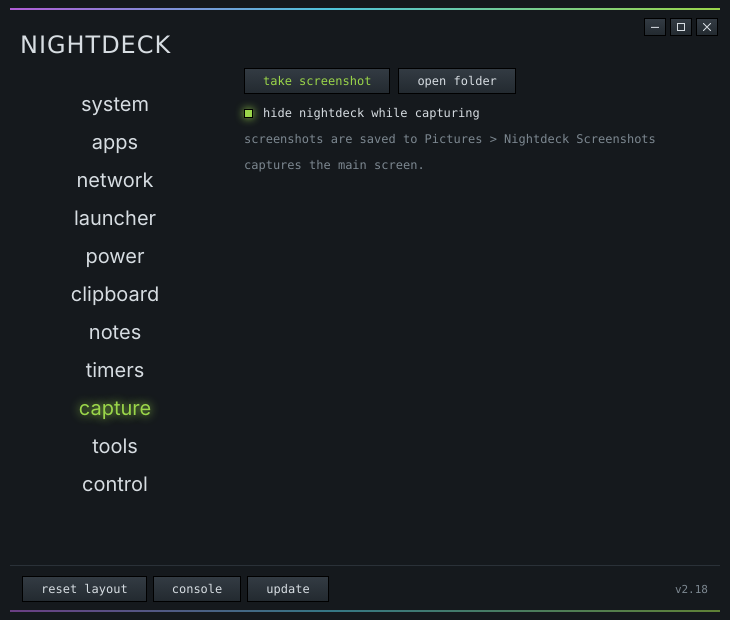 NIGHTDECK
system
apps
network
launcher
power
clipboard
notes
timers
capture
tools
control
take screenshot open folder
hide nightdeck while capturing
screenshots are saved to Pictures > Nightdeck Screenshots
captures the main screen.
reset layout console update v2.18